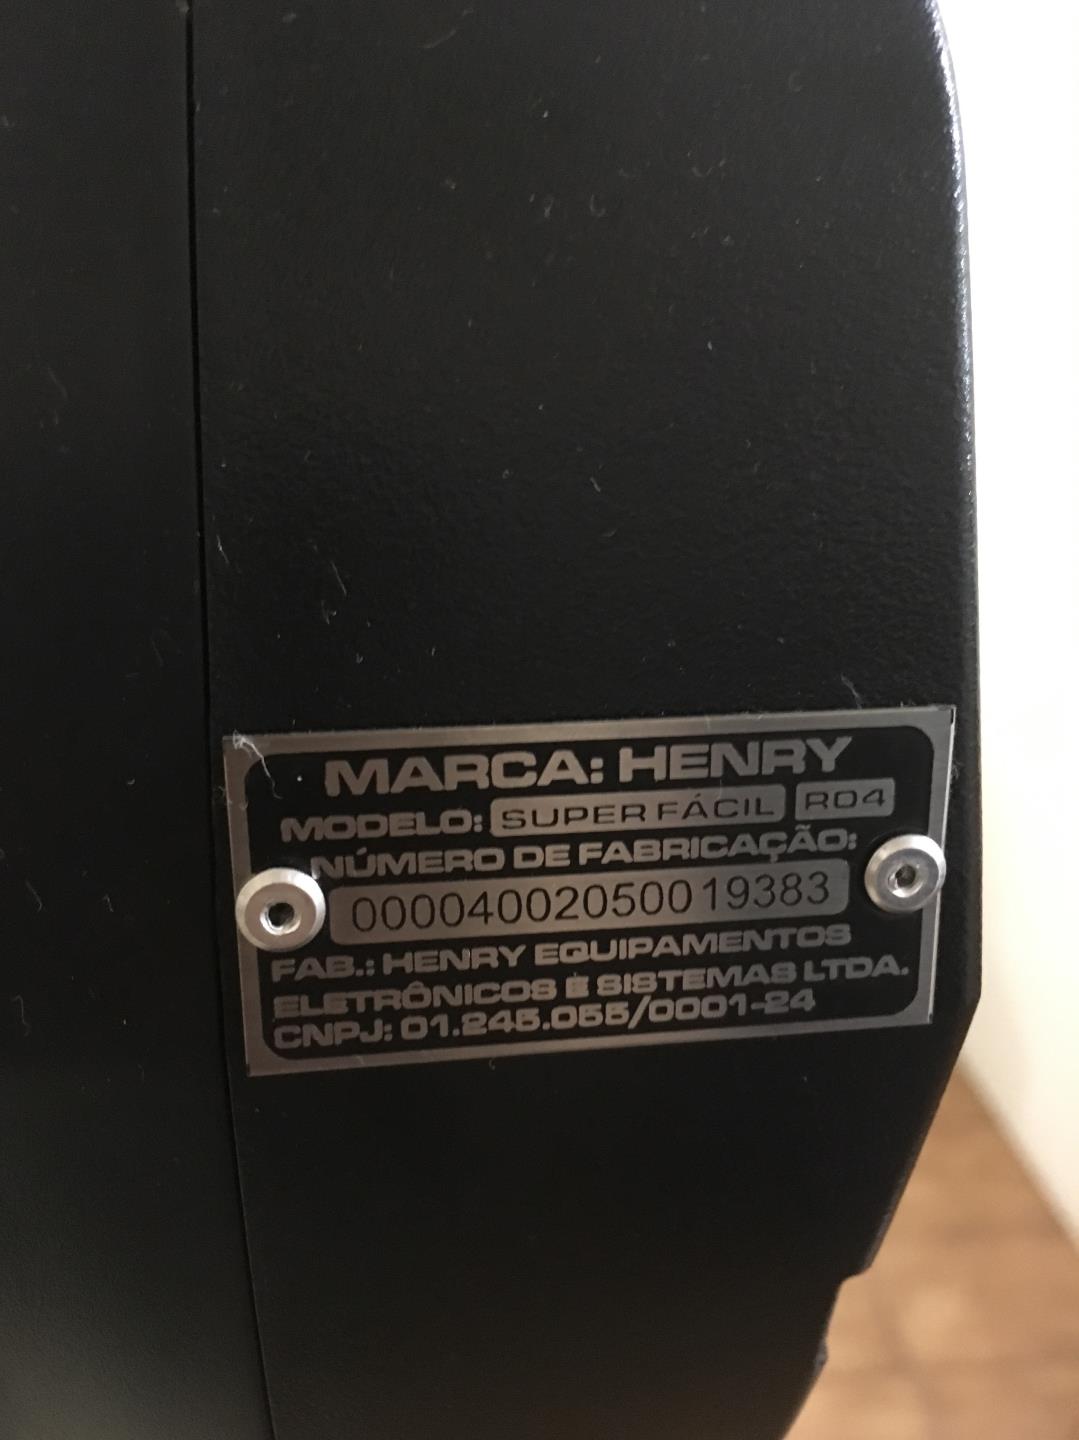 MARCA: HENRY
MODELO: SUPER FÁCIL R04
NÚMERO DE FABRICAÇÃO:
00004002050019383
FAB.: HENRY EQUIPAMENTOS
ELETRÔNICOS E SISTEMAS LTDA.
CNPJ: 01.245.055/0001-24